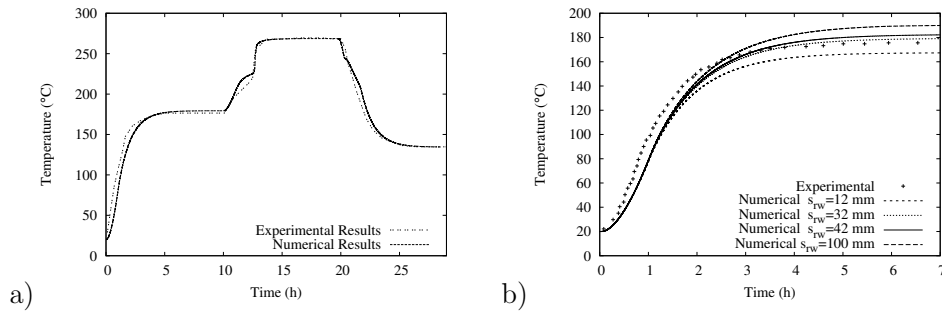 300
250
200
150
100
50
0
0 5 10 15 20 25
Temperature (°C)
Time (h)
Experimental Results
Numerical Results
a)
200
180
160
140
120
100
80
60
40
20
0
0 1 2 3 4 5 6 7
Temperature (°C)
Time (h)
Experimental
Numerical s_rw=12 mm
Numerical s_rw=32 mm
Numerical s_rw=42 mm
Numerical s_rw=100 mm
b)